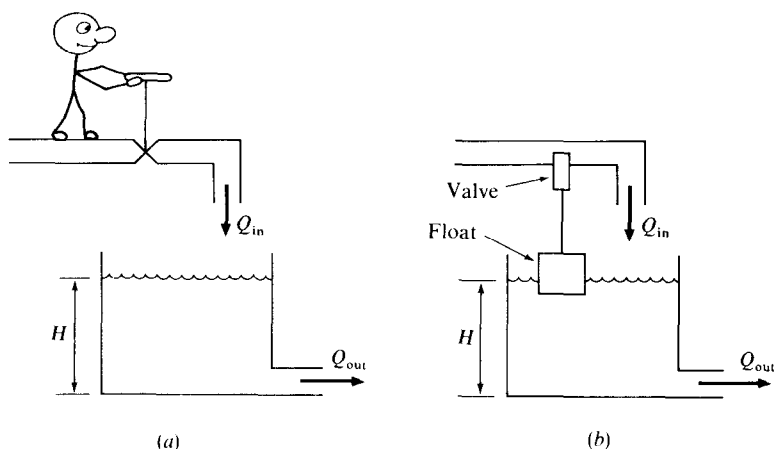 Q_in
H
Q_out
(a)
Valve
Q_in
Float
H
Q_out
(b)